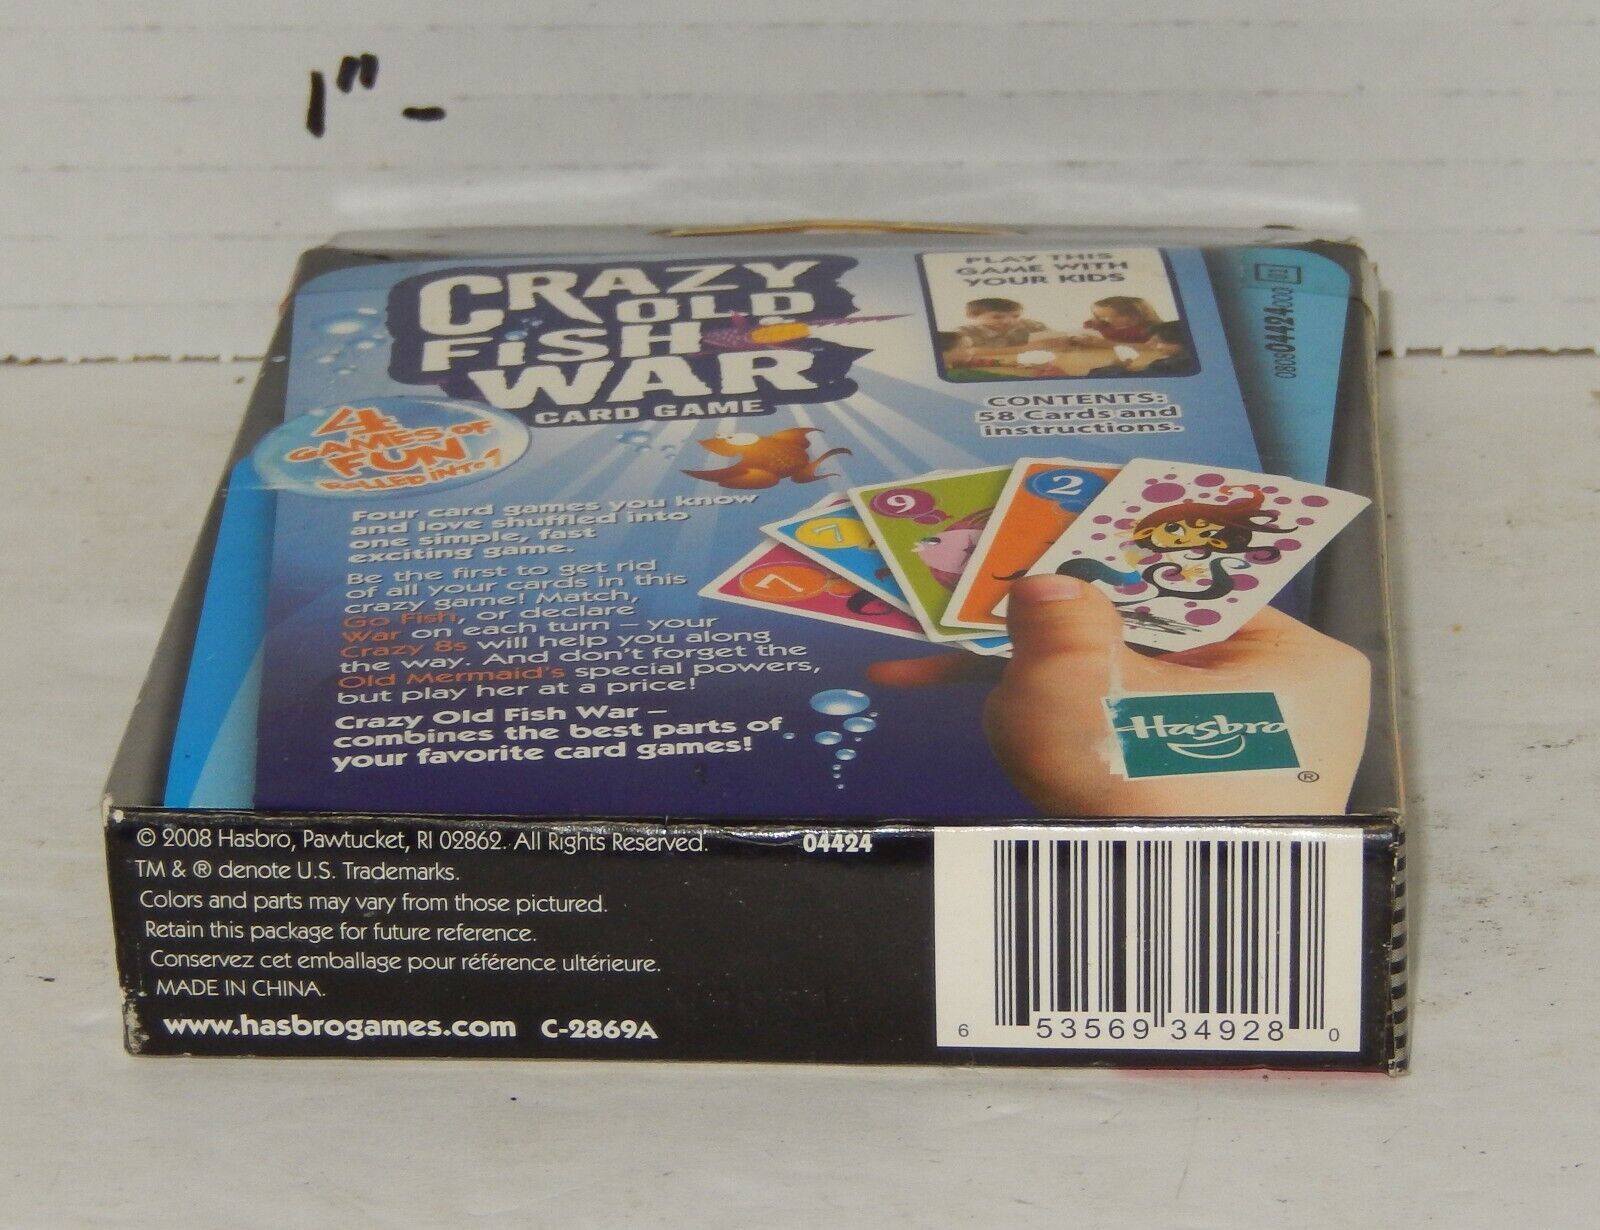 1" -
CRAZY
OLD
FISH
WAR™
CARD GAME
4
GAMES OF
FUN
ROLLED INTO 1
PLAY THIS
GAME WITH
YOUR KIDS
CONTENTS:
58 Cards and
instructions.
080804424000 02
Four card games you know
and love shuffled into
one simple, fast
exciting game.
Be the first to get rid
of all your cards in this
crazy game! Match,
Go Fish, or declare
War on each turn – your
Crazy 8s will help you along
the way. And don't forget the
Old Mermaid's special powers,
but play her at a price!
Crazy Old Fish War –
combines the best parts of
your favorite card games!
7
7
9
2
Hasbro
®
© 2008 Hasbro, Pawtucket, RI 02862. All Rights Reserved. 04424
TM & ® denote U.S. Trademarks.
Colors and parts may vary from those pictured.
Retain this package for future reference.
Conservez cet emballage pour référence ultérieure.
MADE IN CHINA.
www.hasbrogames.com C-2869A
6 53569 34928 0